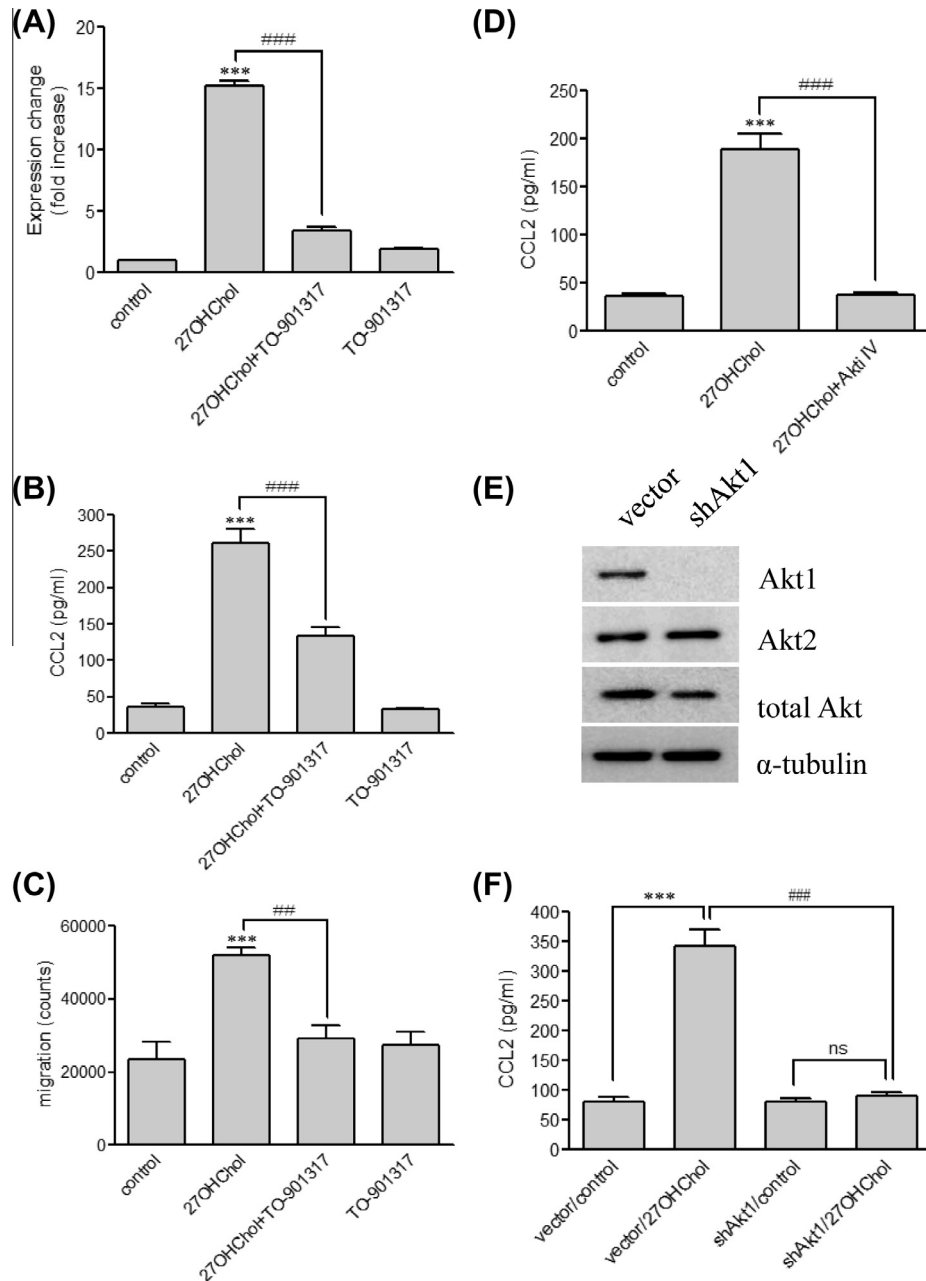 (A)
Expression change
(fold increase)
20
15
10
5
0
***
###
control
27OHChol
27OHChol+TO-901317
TO-901317
(B)
CCL2 (pg/ml)
300
250
200
150
100
50
0
***
###
control
27OHChol
27OHChol+TO-901317
TO-901317
(C)
migration (counts)
60000
40000
20000
0
***
##
control
27OHChol
27OHChol+TO-901317
TO-901317
(D)
CCL2 (pg/ml)
250
200
150
100
50
0
***
###
control
27OHChol
27OHChol+Akti IV
(E)
vector
shAkt1
Akt1
Akt2
total Akt
α-tubulin
(F)
CCL2 (pg/ml)
400
350
300
250
200
150
100
50
0
***
###
ns
vector/control
vector/27OHChol
shAkt1/control
shAkt1/27OHChol